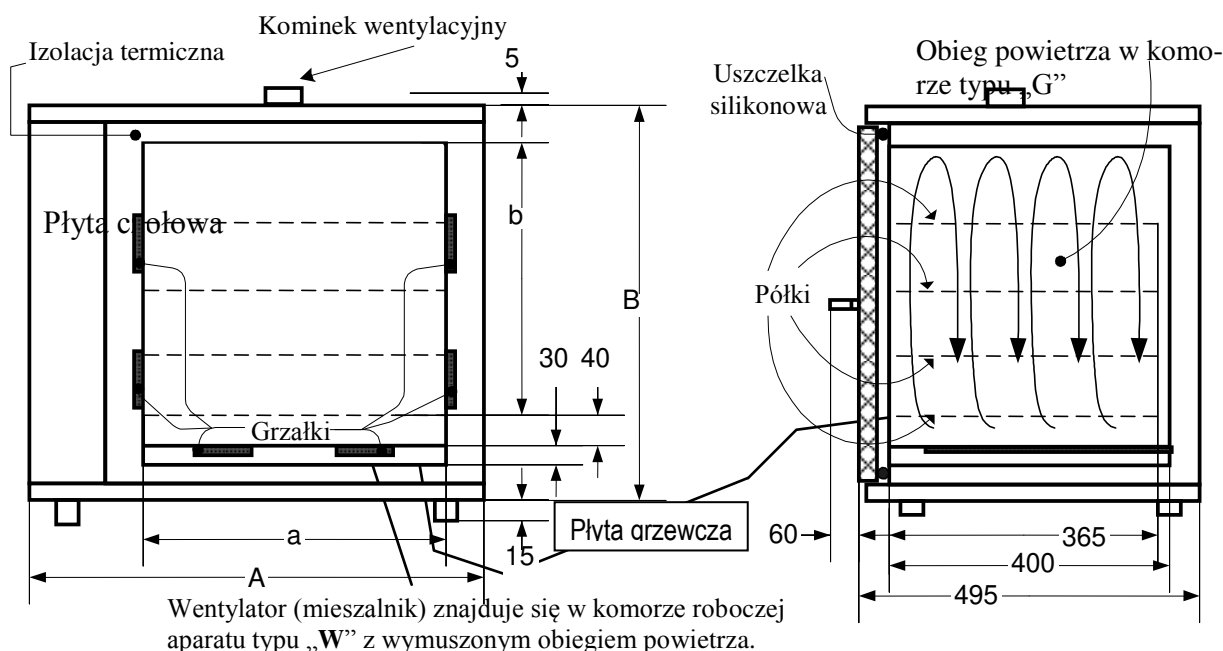 Kominek wentylacyjny
Izolacja termiczna
5
Uszczelka
silikonowa
Obieg powietrza w komo-
rze typu „G”
Płyta czołowa
b
B
Półki
30
40
Grzałki
Płyta grzewcza
a
15
A
60
365
400
495
Wentylator (mieszalnik) znajduje się w komorze roboczej
aparatu typu „W” z wymuszonym obiegiem powietrza.